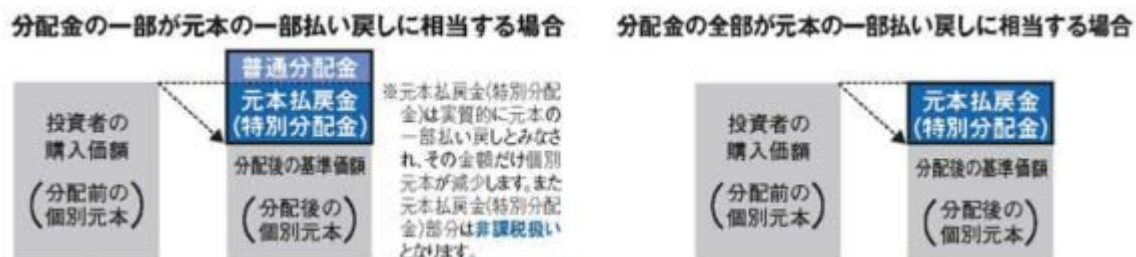 分配金の一部が元本の一部払い戻しに相当する場合
普通分配金
元本払戻金
(特別分配金)
投資者の
購入価額
(分配前の
個別元本)
分配後の基準価額
(分配後の
個別元本)
※元本払戻金(特別分配
金)は実質的に元本の
一部払い戻しとみなさ
れ、その金額だけ個別
元本が減少します。また
元本払戻金(特別分配
金)部分は非課税扱い
となります。
分配金の全部が元本の一部払い戻しに相当する場合
元本払戻金
(特別分配金)
投資者の
購入価額
(分配前の
個別元本)
分配後の基準価額
(分配後の
個別元本)